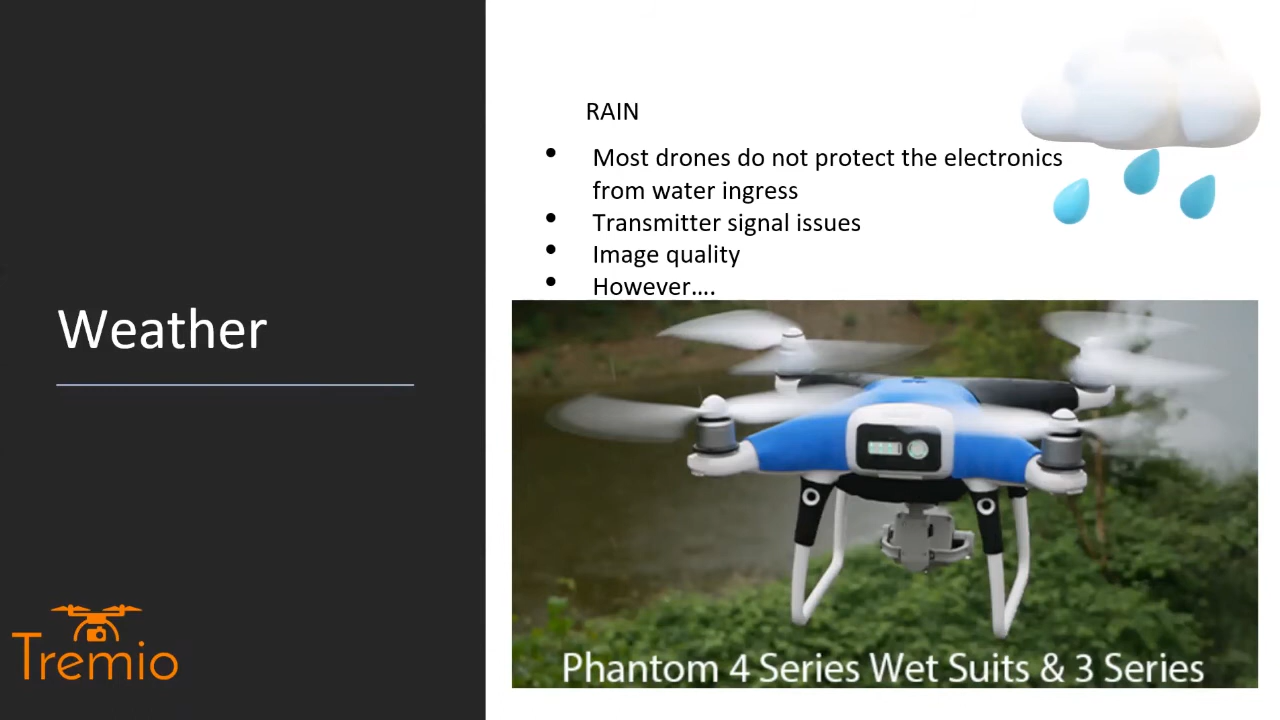 Weather
Tremio
RAIN
• Most drones do not protect the electronics
from water ingress
• Transmitter signal issues
• Image quality
• However....
Phantom 4 Series Wet Suits & 3 Series